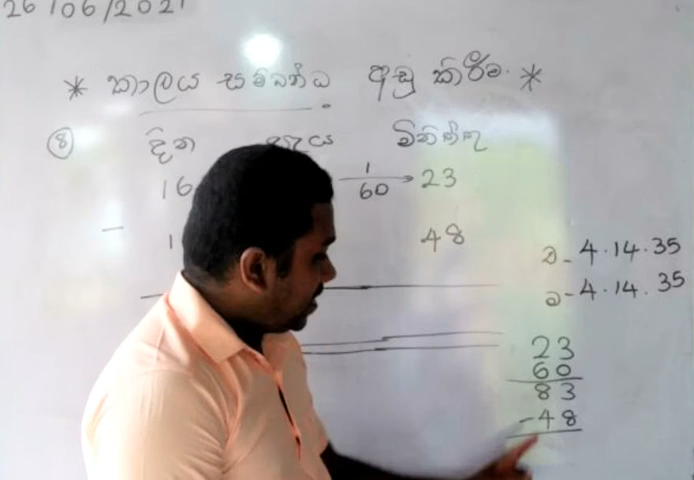 26/06/2021
* කාලය සම්බන්ධ අඩු කිරීම. *
8 දින පැය මිනිත්තු
16 1/60 → 23
- 1 48
ව - 4.14.35
ම - 4.14.35
23
60
83
-48